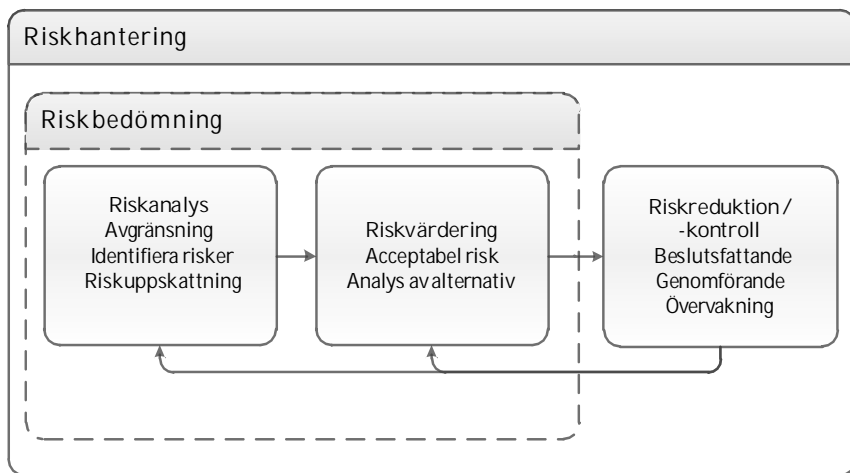 Riskhantering
Riskbedömning
Riskanalys
Avgränsning
Identifiera risker
Riskuppskattning
Riskvärdering
Acceptabel risk
Analys av alternativ
Riskreduktion /
-kontroll
Beslutsfattande
Genomförande
Övervakning